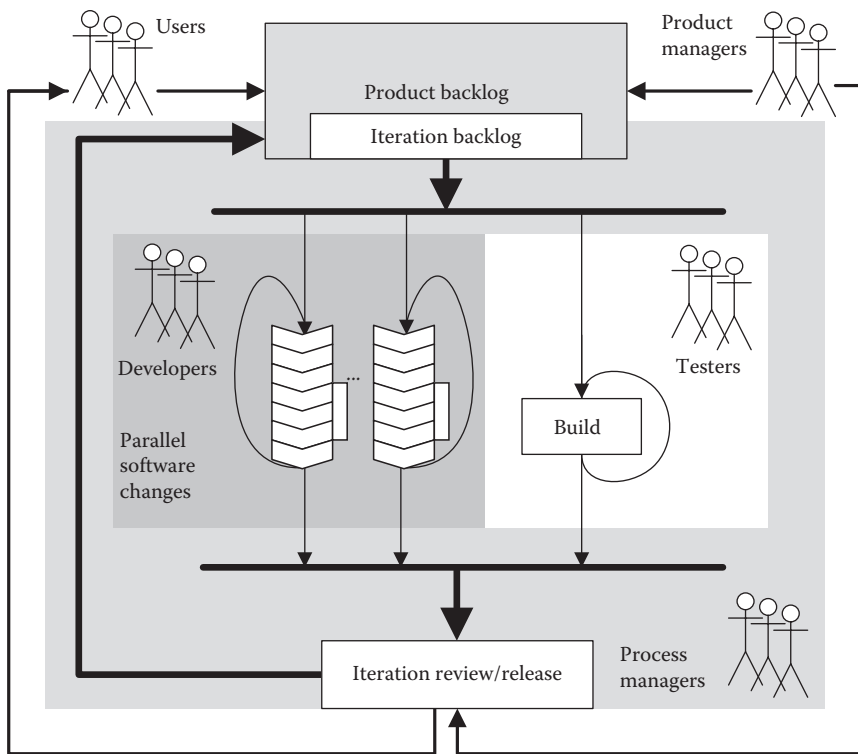 Users
Product
managers
Product backlog
Iteration backlog
Developers
...
Testers
Build
Parallel
software
changes
Iteration review/release
Process
managers